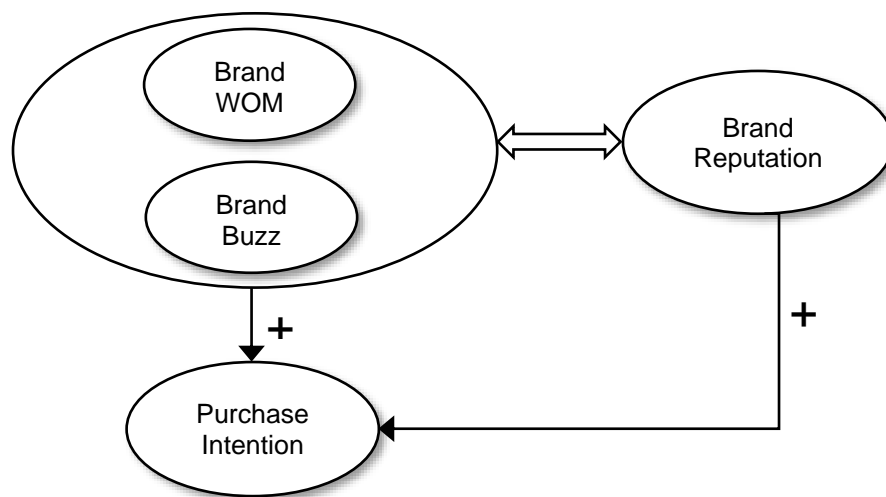 Brand
WOM
Brand
Reputation
Brand
Buzz
+
+
Purchase
Intention